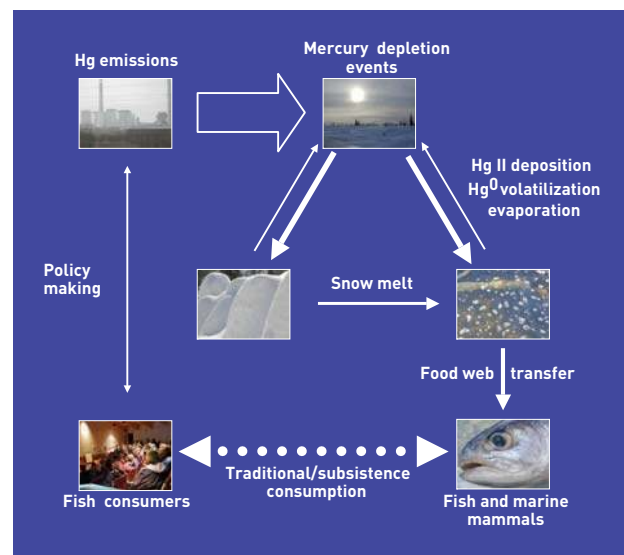 Hg emissions
Mercury depletion
events
Hg II deposition
Hg⁰ volatilization
evaporation
Policy
making
Snow melt
Food web transfer
Traditional/subsistence
consumption
Fish consumers
Fish and marine
mammals